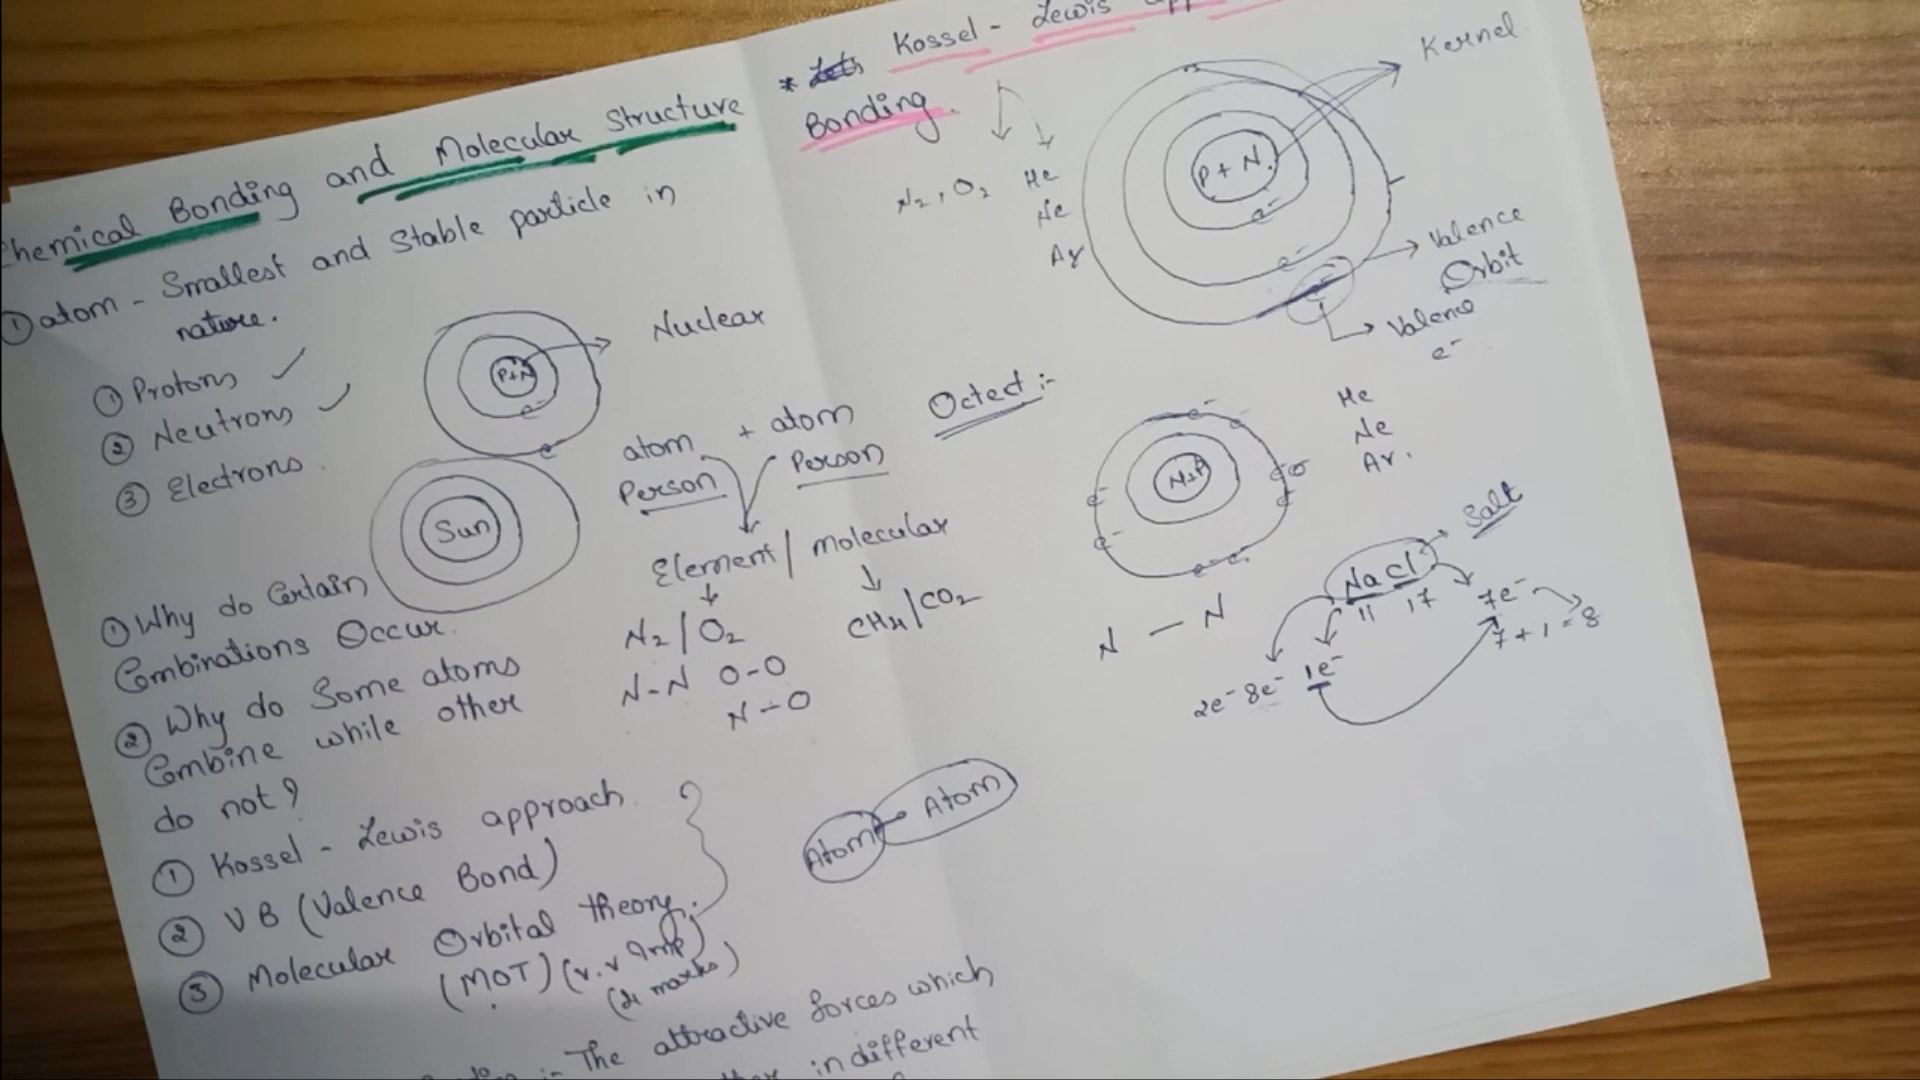 Chemical Bonding and Molecular Structure
① atom - Smallest and Stable particle in
nature.
① Protons ✓
② Neutrons ✓
③ Electrons.
P+N
e-
e-
Nuclear
Sun
① Why do Certain
Combinations Occur.
② Why do Some atoms
Combine while other
do not?
atom + atom
Person Person
Element / molecular
N2 / O2
CH4/CO2
N-N O-O
N-O
① Kossel - Lewis approach
② VB (Valence Bond)
③ Molecular Orbital theory.
(MOT) (v.v Imp)
marks)
Atom Atom
:- The attractive forces which
in different
* Kossel - Lewis
Bonding.
N2, O2
He
Ne
Ar
P+N.
e-
e-
Kernel
Valence
Orbit
Valence
e-
Octect :-
N+P
e-
e-
e-
e-
e-
He
Ne
Ar.
N - N
NaCl
Salt
11 17
7e-
7+1=8
2e- 8e- 1e-